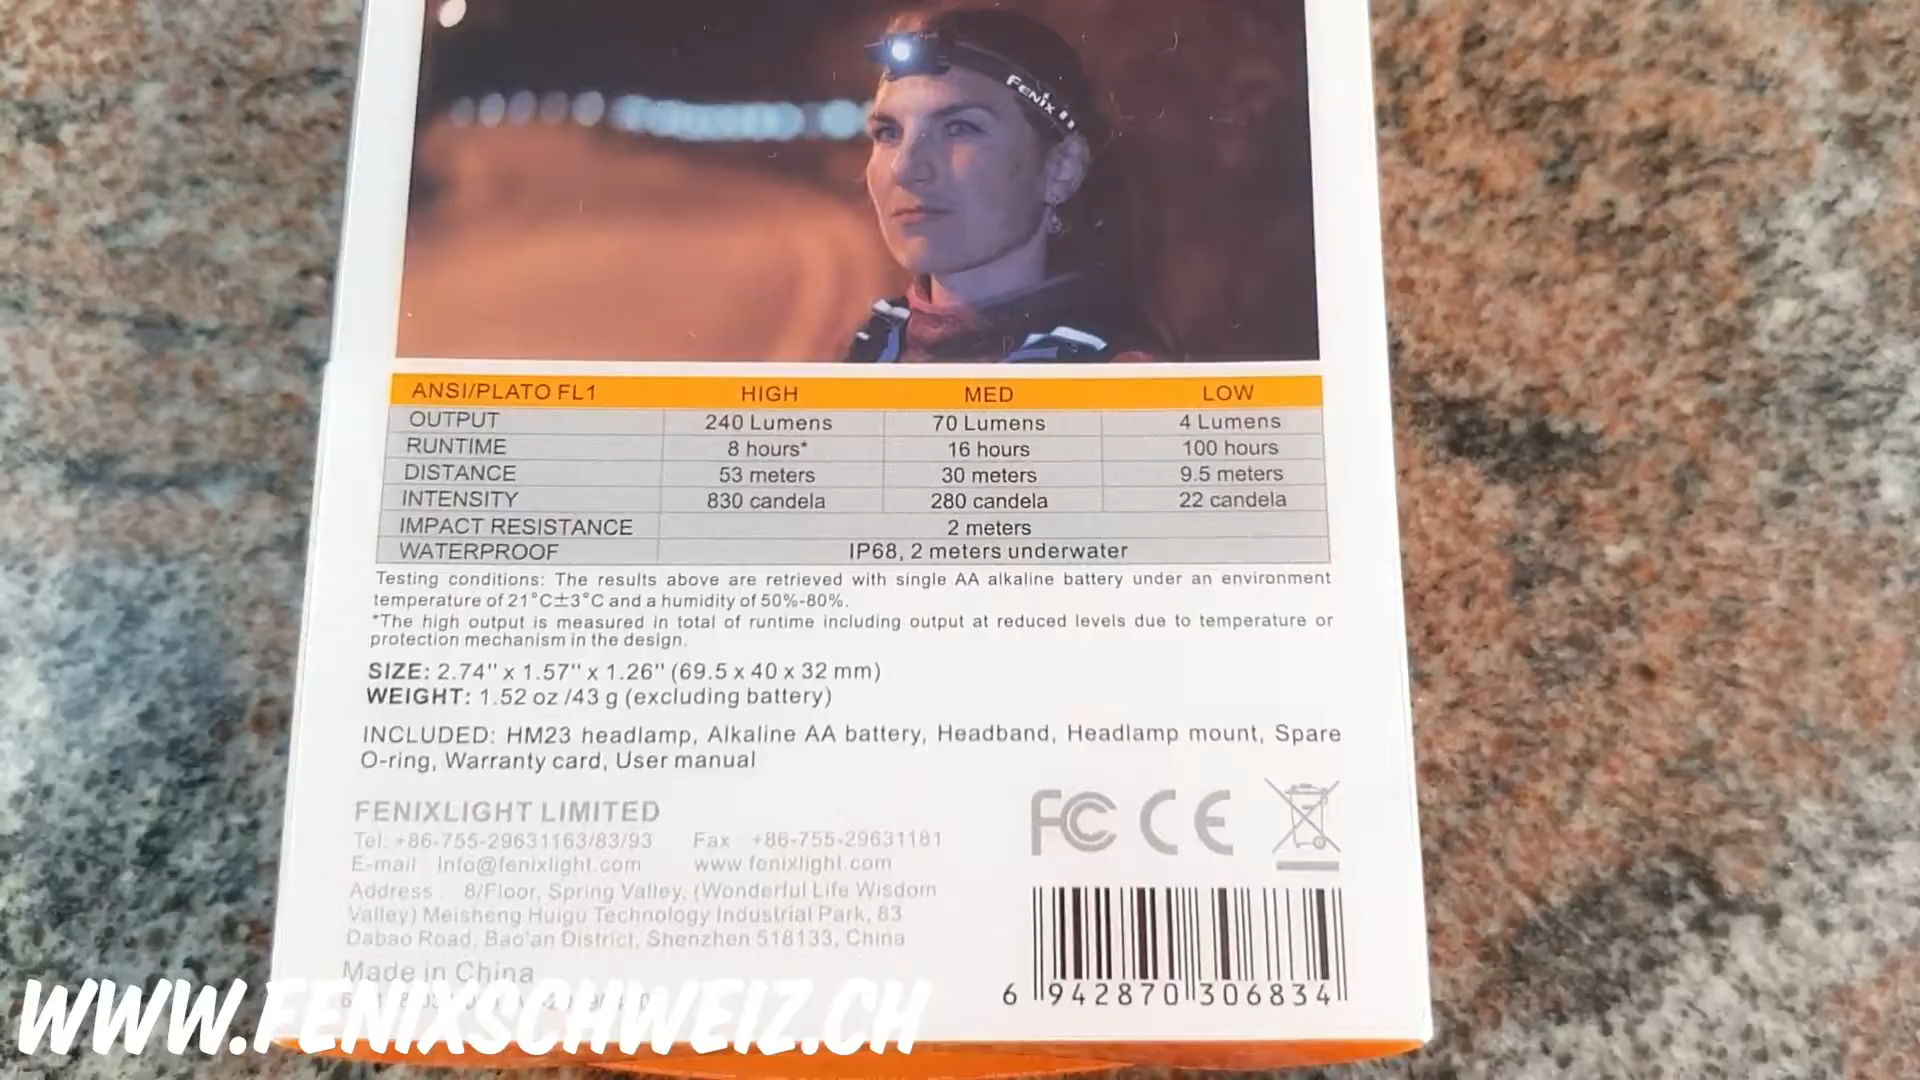 FENIX
ANSI/PLATO FL1 HIGH MED LOW
OUTPUT 240 Lumens 70 Lumens 4 Lumens
RUNTIME 8 hours* 16 hours 100 hours
DISTANCE 53 meters 30 meters 9.5 meters
INTENSITY 830 candela 280 candela 22 candela
IMPACT RESISTANCE 2 meters
WATERPROOF IP68, 2 meters underwater
Testing conditions: The results above are retrieved with single AA alkaline battery under an environment
temperature of 21°C±3°C and a humidity of 50%-80%.
*The high output is measured in total of runtime including output at reduced levels due to temperature or
protection mechanism in the design.
SIZE: 2.74" x 1.57" x 1.26" (69.5 x 40 x 32 mm)
WEIGHT: 1.52 oz /43 g (excluding battery)
INCLUDED: HM23 headlamp, Alkaline AA battery, Headband, Headlamp mount, Spare
O-ring, Warranty card, User manual
FENIXLIGHT LIMITED
Tel: +86-755-29631163/83/93 Fax +86-755-29631181
E-mail Info@fenixlight.com www.fenixlight.com
Address 8/Floor, Spring Valley, (Wonderful Life Wisdom
Valley) Meisheng Huigu Technology Industrial Park, 83
Dabao Road, Bao'an District, Shenzhen 518133, China
Made in China
FC CE
6 942870 306834
WWW.FENIXSCHWEIZ.CH